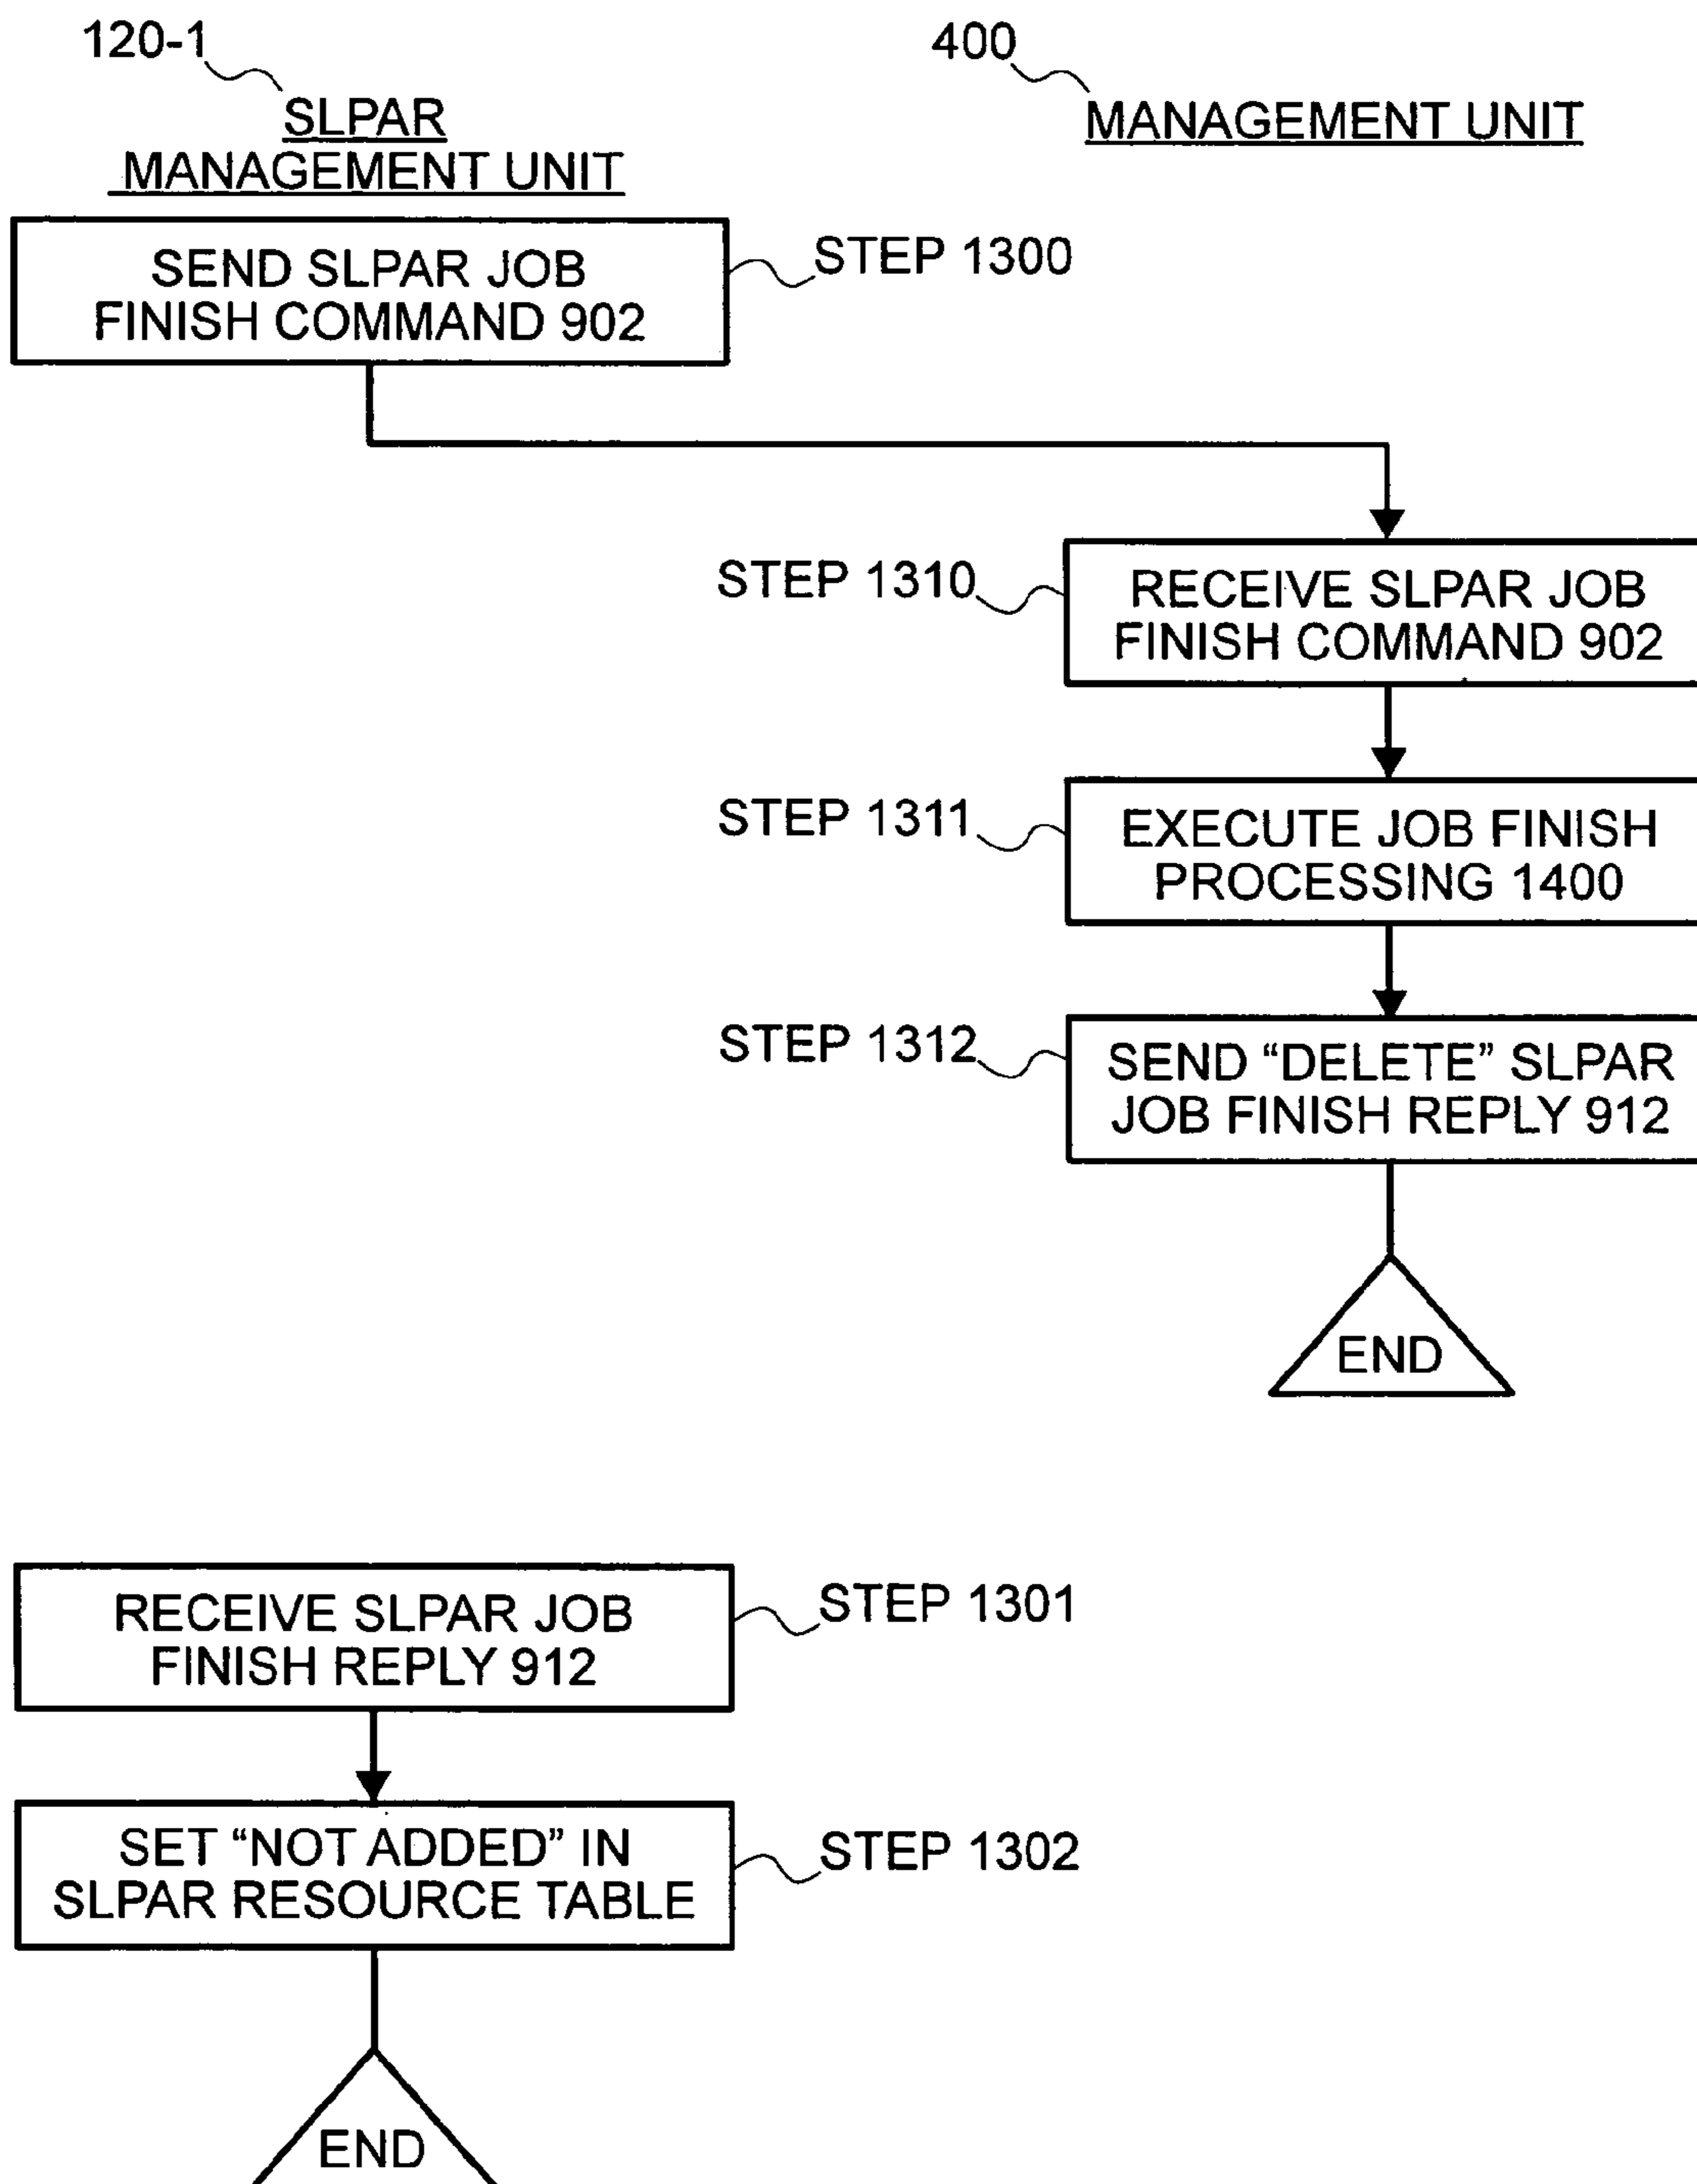 120-1
SLPAR
MANAGEMENT UNIT
400
MANAGEMENT UNIT
SEND SLPAR JOB
FINISH COMMAND 902
STEP 1300
STEP 1310
RECEIVE SLPAR JOB
FINISH COMMAND 902
STEP 1311
EXECUTE JOB FINISH
PROCESSING 1400
STEP 1312
SEND “DELETE” SLPAR
JOB FINISH REPLY 912
END
RECEIVE SLPAR JOB
FINISH REPLY 912
STEP 1301
SET “NOT ADDED” IN
SLPAR RESOURCE TABLE
STEP 1302
END